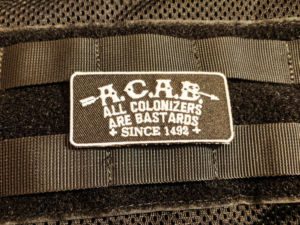 A.C.A.B.
ALL COLONIZERS
ARE BASTARDS
SINCE 1492